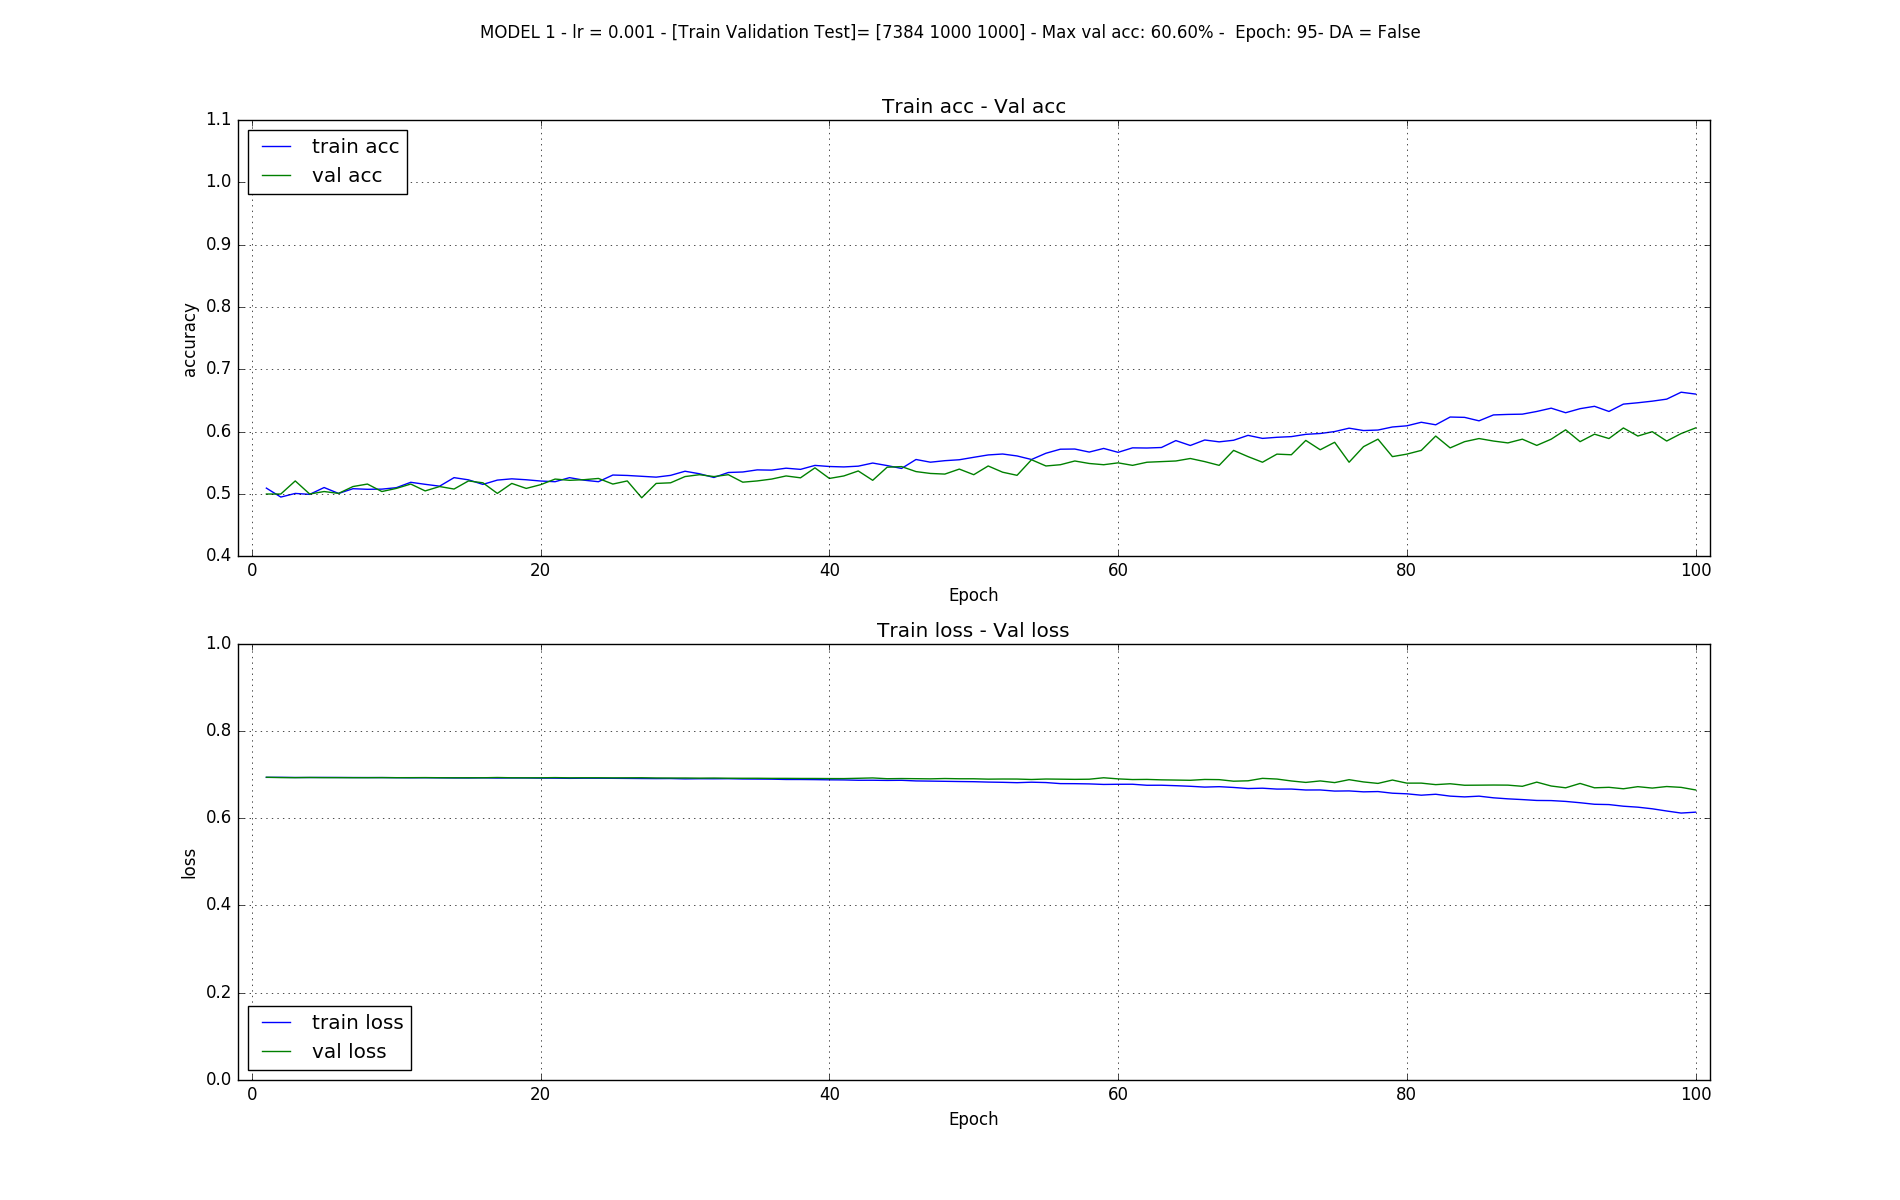 MODEL 1 - lr = 0.001 - [Train Validation Test]= [7384 1000 1000] - Max val acc: 60.60% -  Epoch: 95- DA = False
Train acc - Val acc
1.1
1.0
0.9
0.8
0.7
0.6
0.5
0.4
accuracy
train acc
val acc
0 20 40 60 80 100
Epoch
Train loss - Val loss
1.0
0.8
0.6
0.4
0.2
0.0
loss
train loss
val loss
0 20 40 60 80 100
Epoch